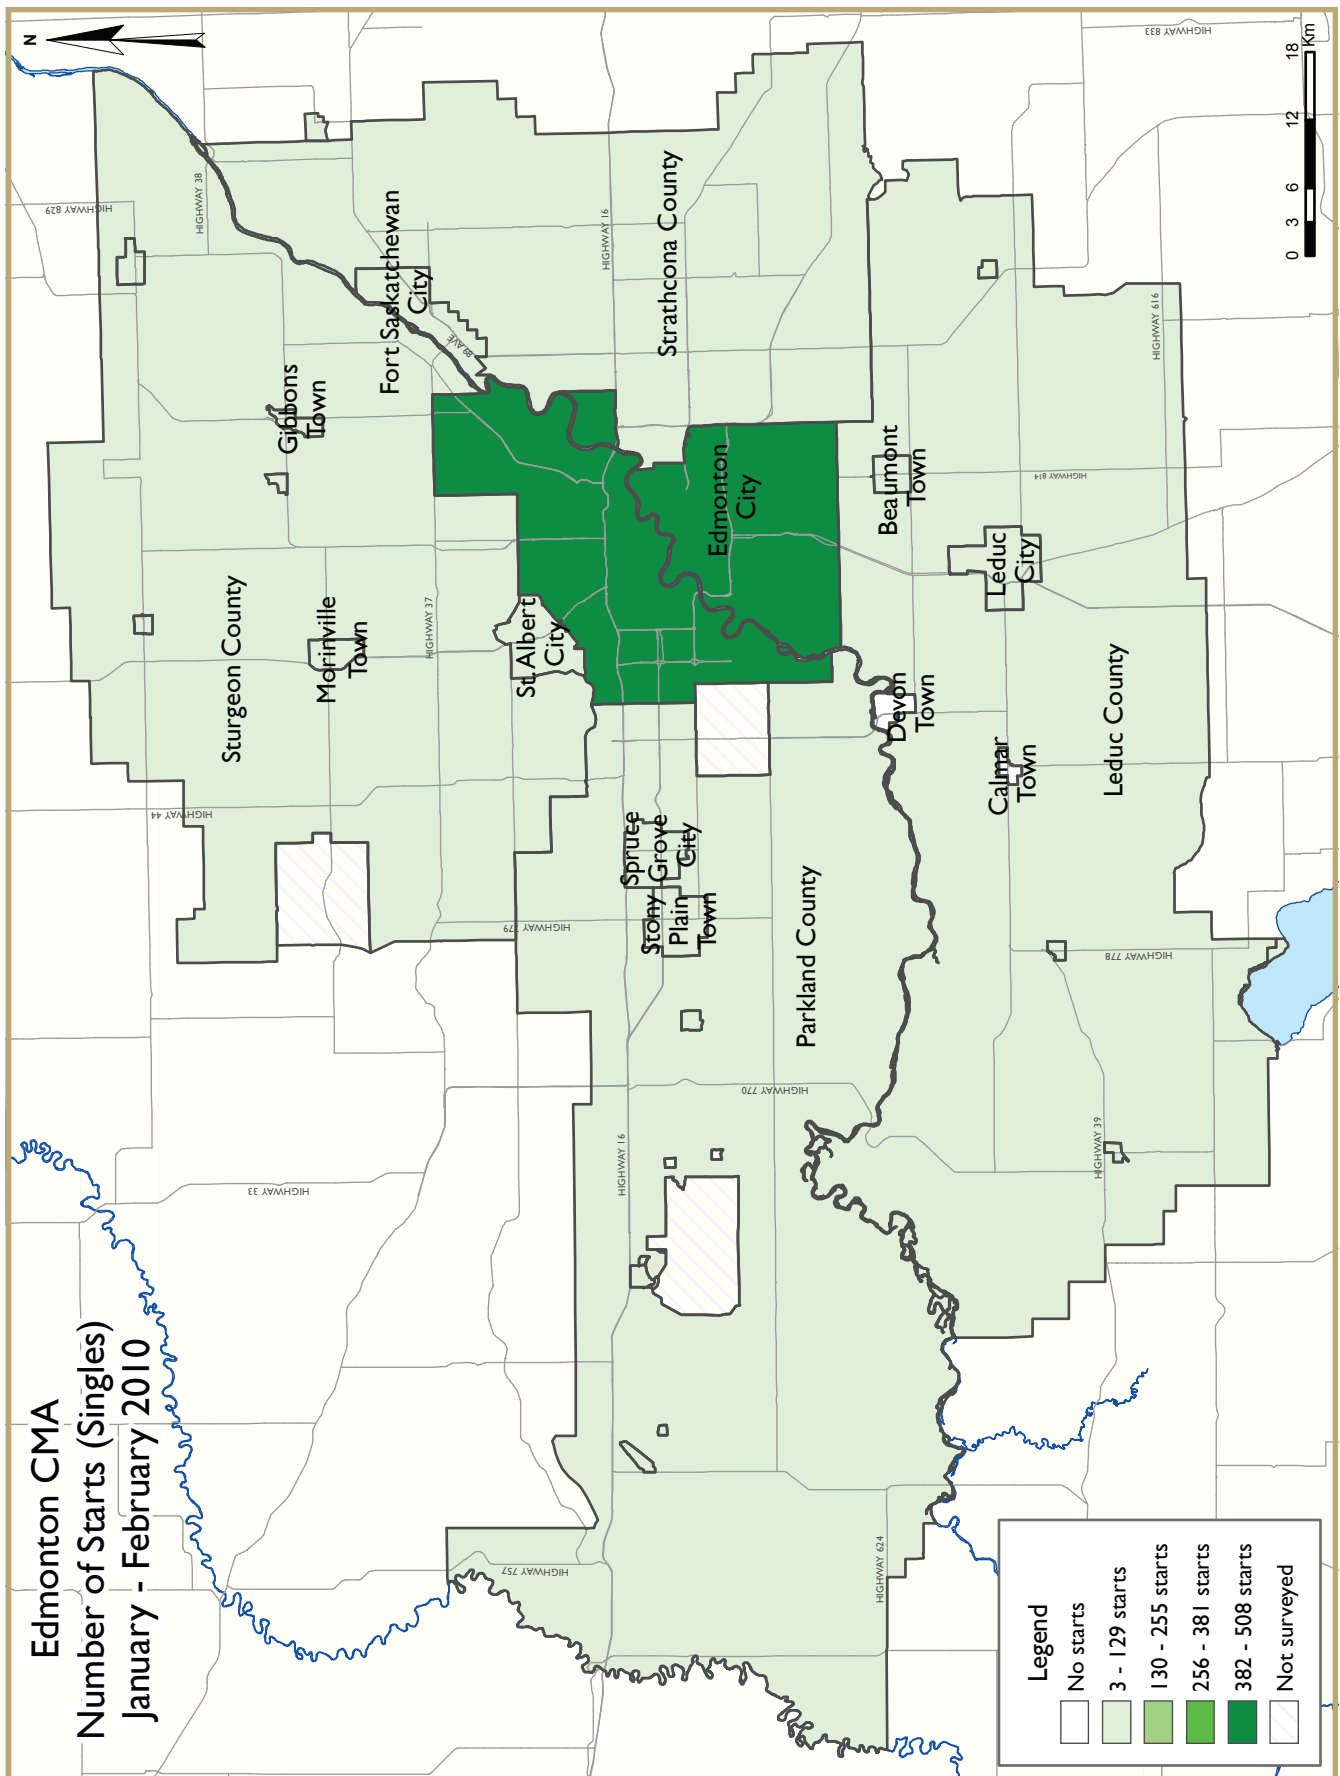 Edmonton CMA
Number of Starts (Singles)
January - February 2010
N
HIGHWAY 829
HIGHWAY 38
HIGHWAY 833
HIGHWAY 44
Sturgeon County
Gibbons
Town
Morinville
Town
Fort Saskatchewan
City
89 AVE
HIGHWAY 33
HIGHWAY 37
HIGHWAY 779
St. Albert
City
HIGHWAY 757
HIGHWAY 16
HIGHWAY 16
Spruce
Grove
City
Stony
Plain
Town
Strathcona County
Edmonton
City
HIGHWAY 770
Parkland County
HIGHWAY 624
Devon
Town
Beaumont
Town
Calmar
Town
Leduc
City
HIGHWAY 814
HIGHWAY 39
HIGHWAY 778
Leduc County
HIGHWAY 616
Legend
No starts
3 - 129 starts
130 - 255 starts
256 - 381 starts
382 - 508 starts
Not surveyed
0 3 6 12 18
Km